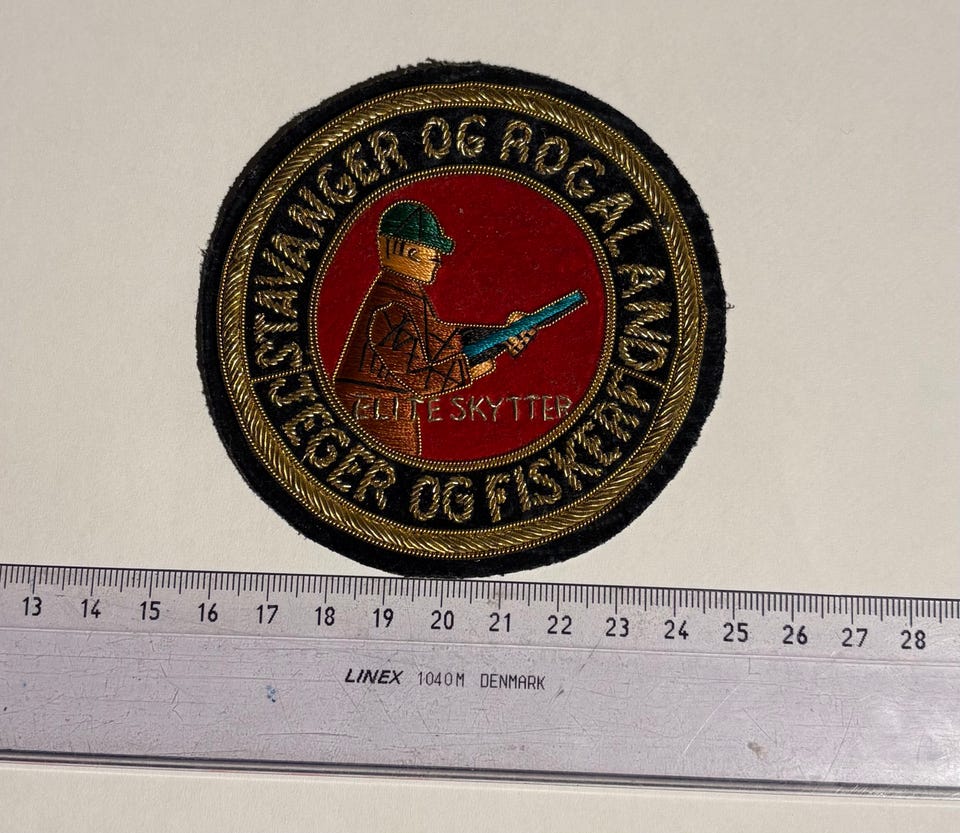 STAVANGER OG ROGALAND
JEGER OG FISKERF
ELITE SKYTTER
13 14 15 16 17 18 19 20 21 22 23 24 25 26 27 28
LINEX 1040M DENMARK